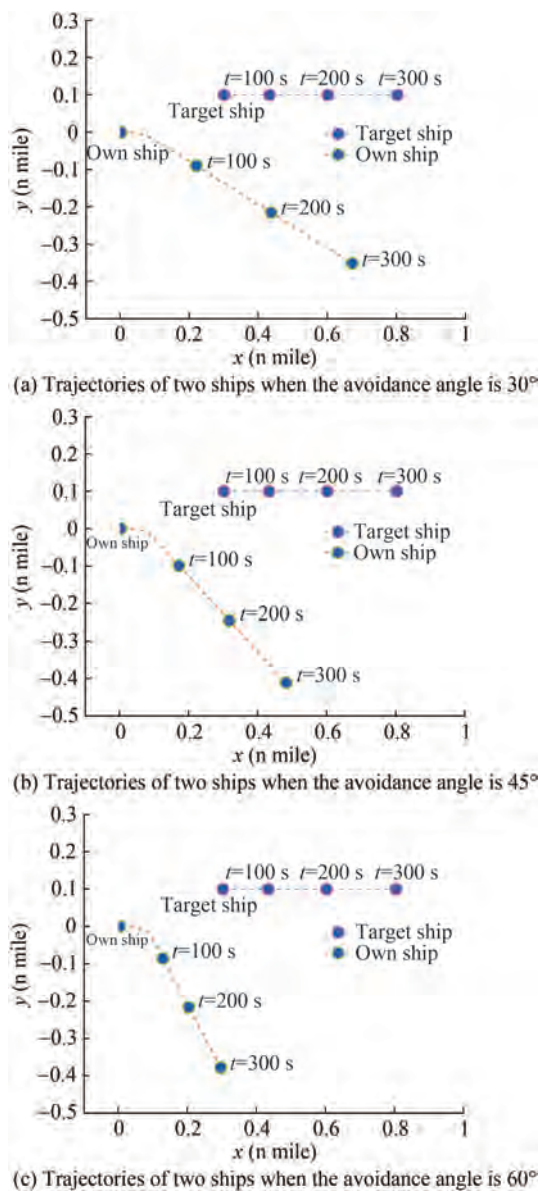 0.3
t=100 s t=200 s t=300 s
0.2
0.1
Target ship
0
Own ship
Target ship
Own ship
t=100 s
−0.1
−0.2
t=200 s
−0.3
t=300 s
−0.4
−0.5
0 0.2 0.4 0.6 0.8 1
y (n mile)
x (n mile)
(a) Trajectories of two ships when the avoidance angle is 30°
0.3
t=100 s t=200 s t=300 s
0.2
0.1
Target ship
0
Own ship
Target ship
Own ship
t=100 s
−0.1
−0.2
t=200 s
−0.3
t=300 s
−0.4
−0.5
0 0.2 0.4 0.6 0.8 1
y (n mile)
x (n mile)
(b) Trajectories of two ships when the avoidance angle is 45°
0.3
t=100 s t=200 s t=300 s
0.2
0.1
Target ship
0
Own ship
Target ship
Own ship
t=100 s
−0.1
−0.2
t=200 s
−0.3
t=300 s
−0.4
−0.5
0 0.2 0.4 0.6 0.8 1
y (n mile)
x (n mile)
(c) Trajectories of two ships when the avoidance angle is 60°